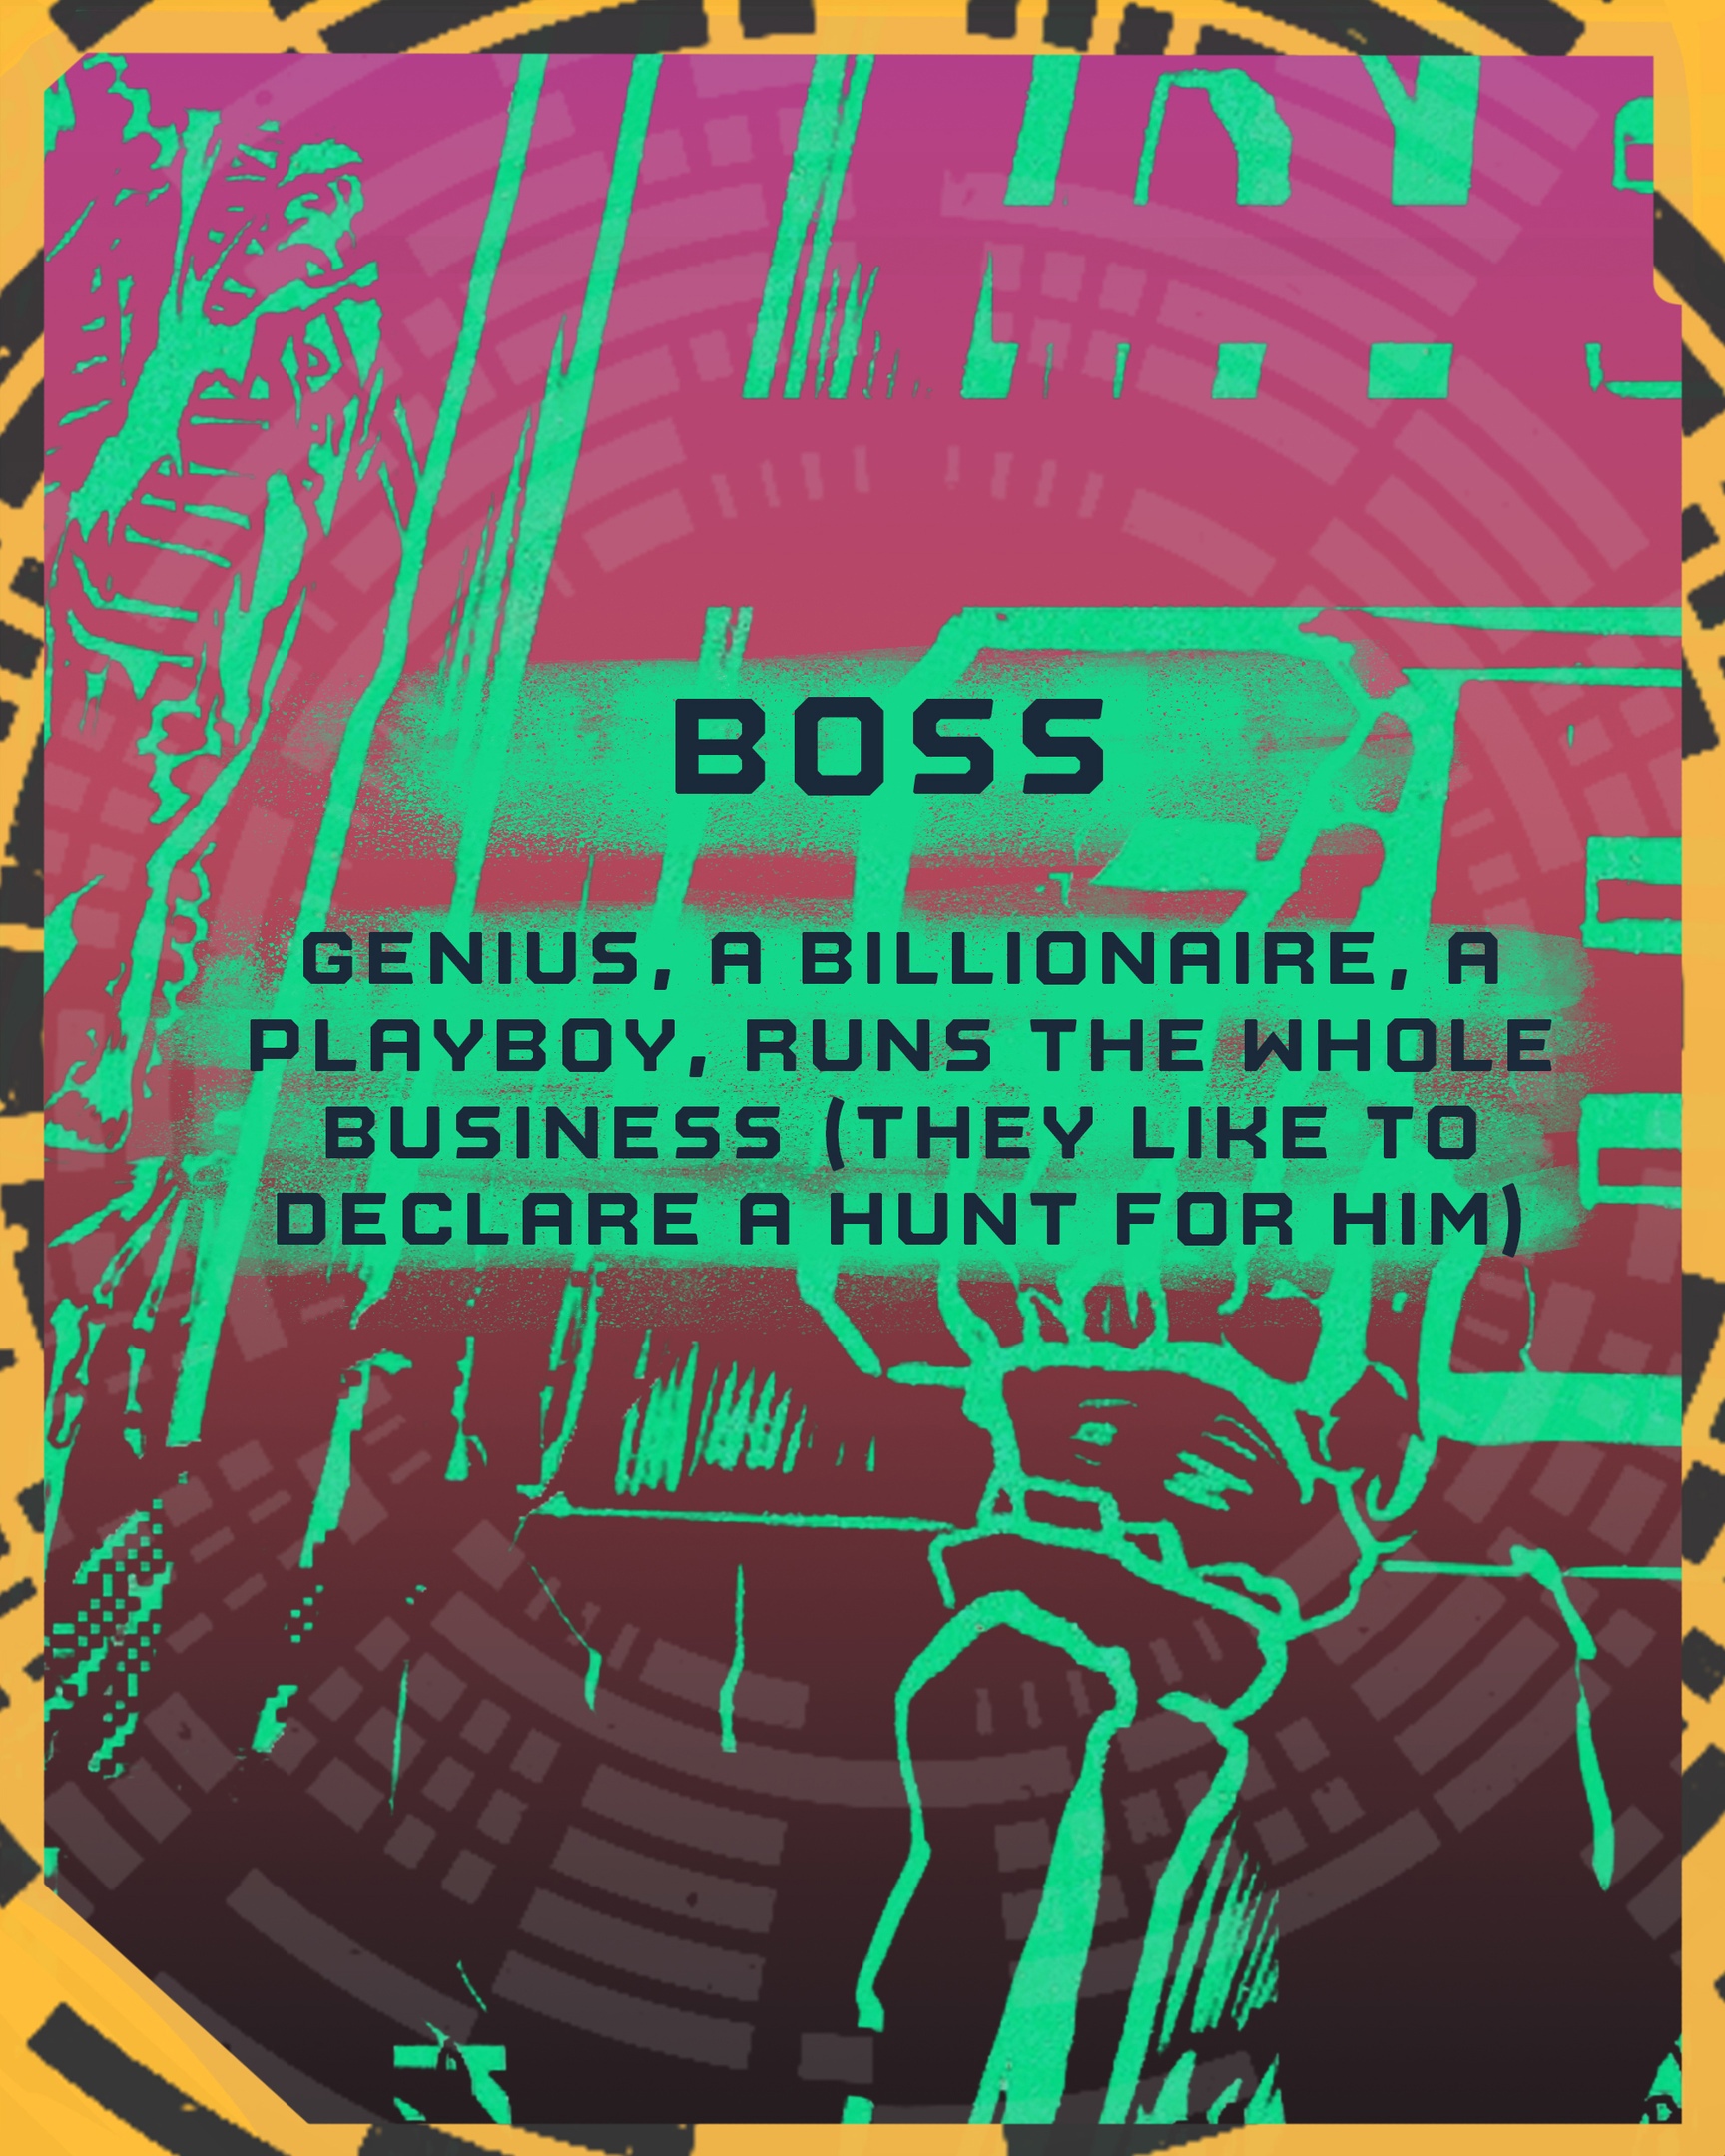 BOSS
GENIUS, A BILLIONAIRE, A
PLAYBOY, RUNS THE WHOLE
BUSINESS (THEY LIKE TO
DECLARE A HUNT FOR HIM)